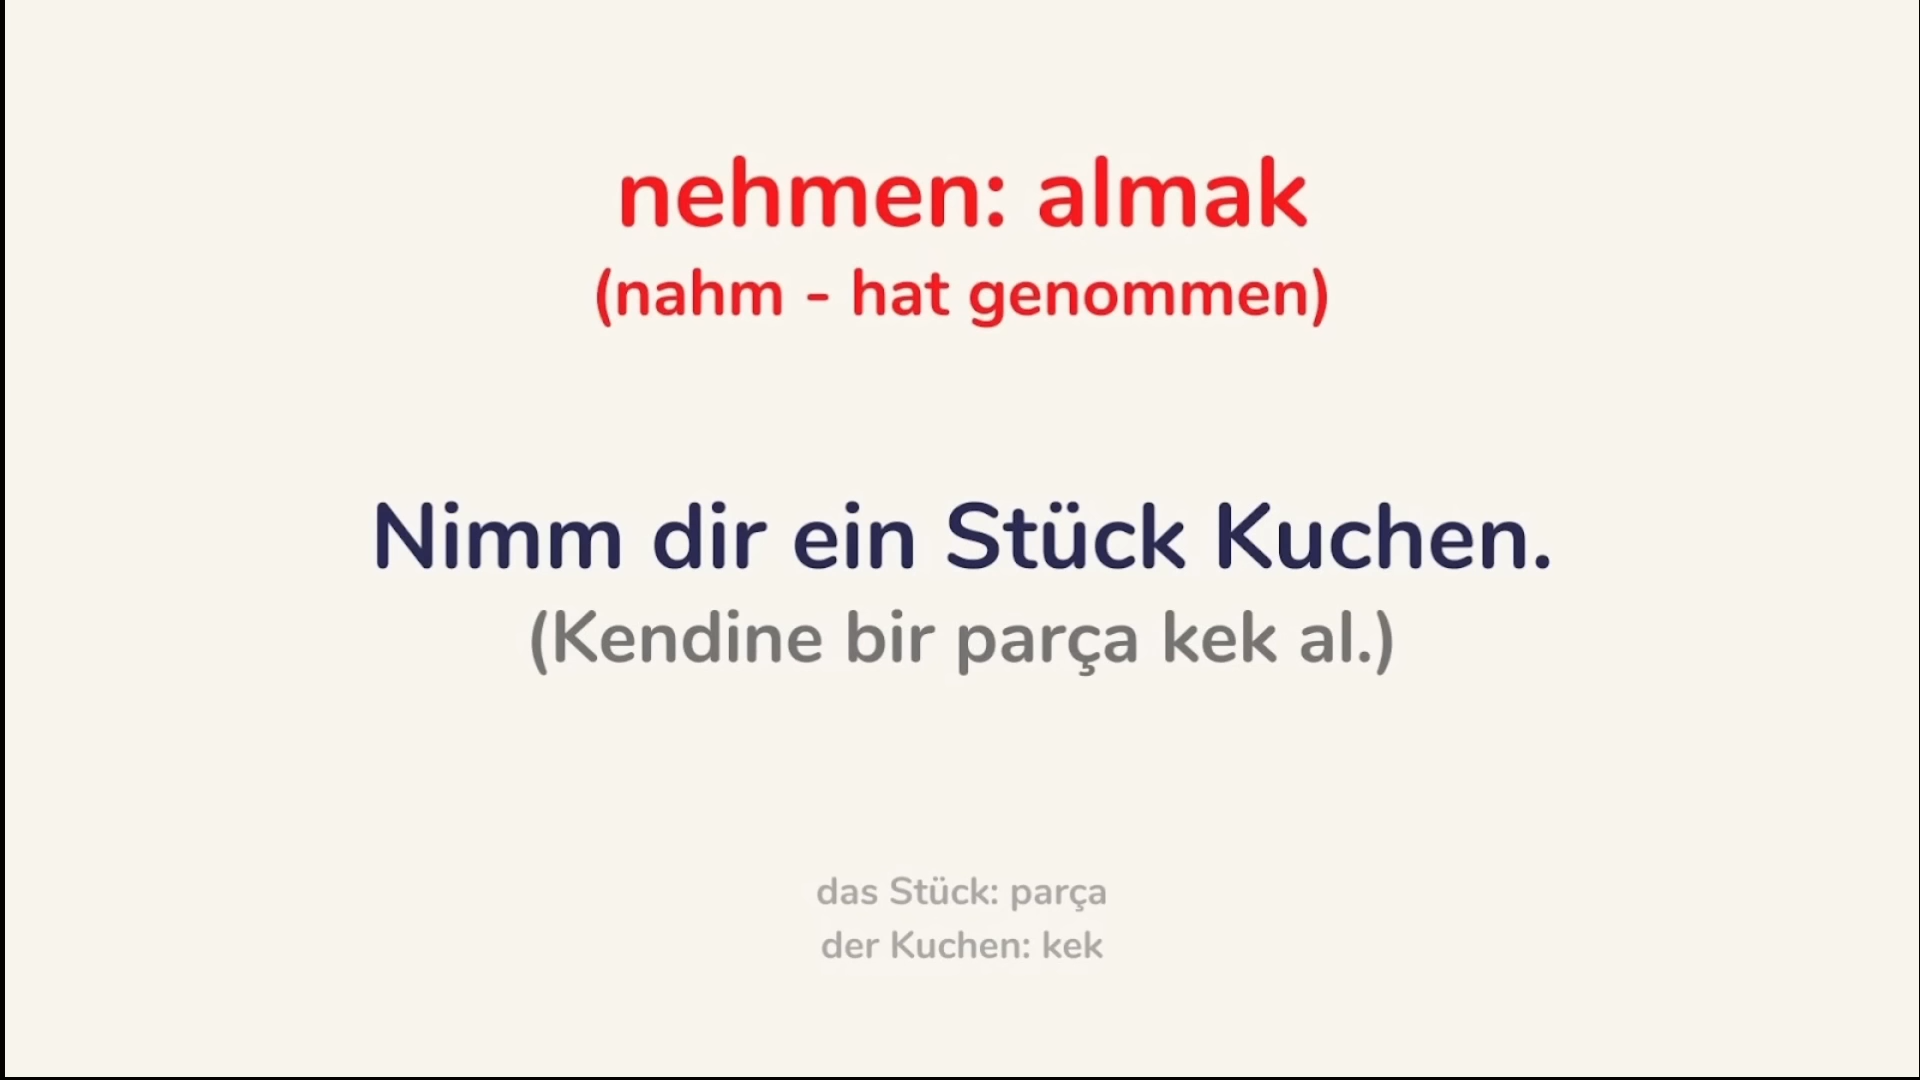 nehmen: almak
(nahm - hat genommen)
Nimm dir ein Stück Kuchen.
(Kendine bir parça kek al.)
das Stück: parça
der Kuchen: kek